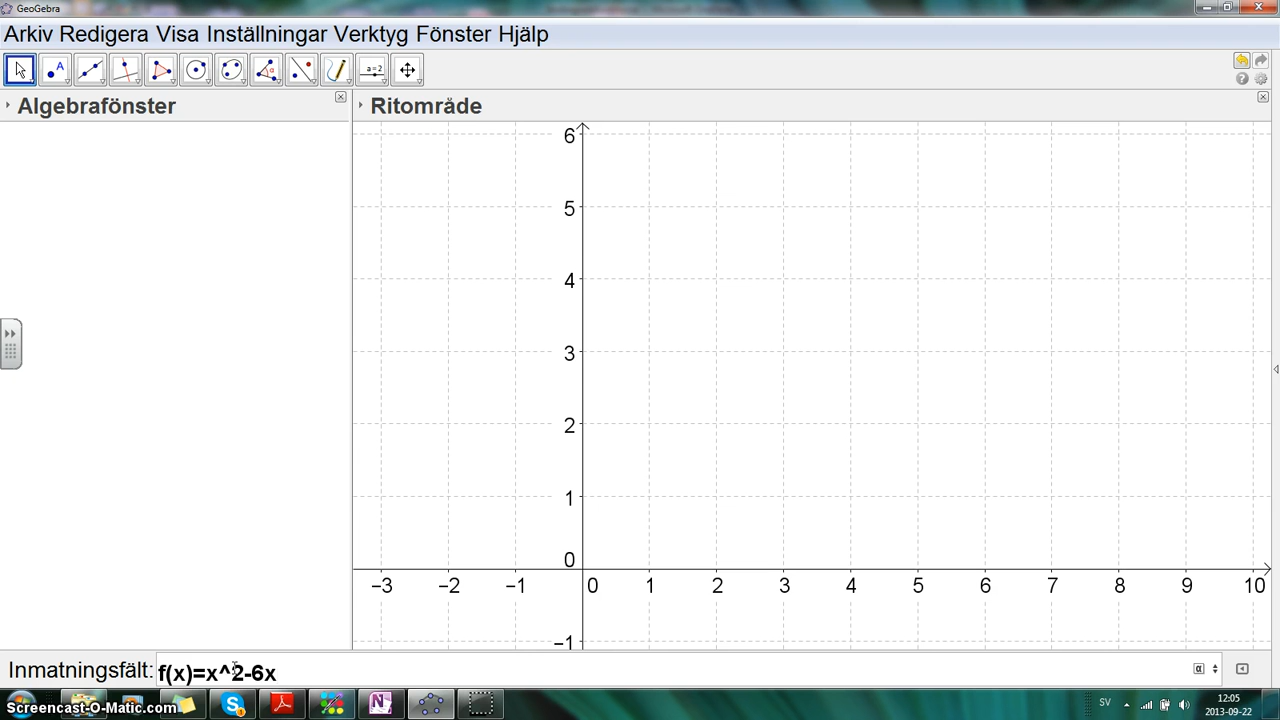 GeoGebra
Arkiv Redigera Visa Inställningar Verktyg Fönster Hjälp
A
α
a = 2
Algebrafönster
Ritområde
6
5
4
3
2
1
0
−3 −2 −1 0 1 2 3 4 5 6 7 8 9 10
−1
Inmatningsfält: f(x)=x^2-6x
α
SV
12:05
2013-09-22
Screencast-O-Matic.com